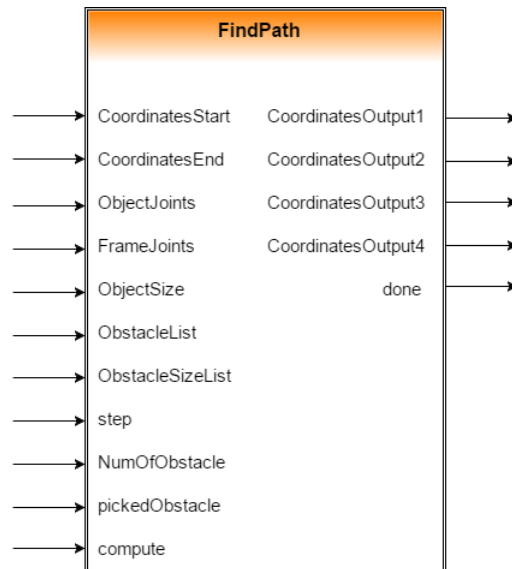 FindPath
CoordinatesStart CoordinatesOutput1
CoordinatesEnd CoordinatesOutput2
ObjectJoints CoordinatesOutput3
FrameJoints CoordinatesOutput4
ObjectSize done
ObstacleList
ObstacleSizeList
step
NumOfObstacle
pickedObstacle
compute